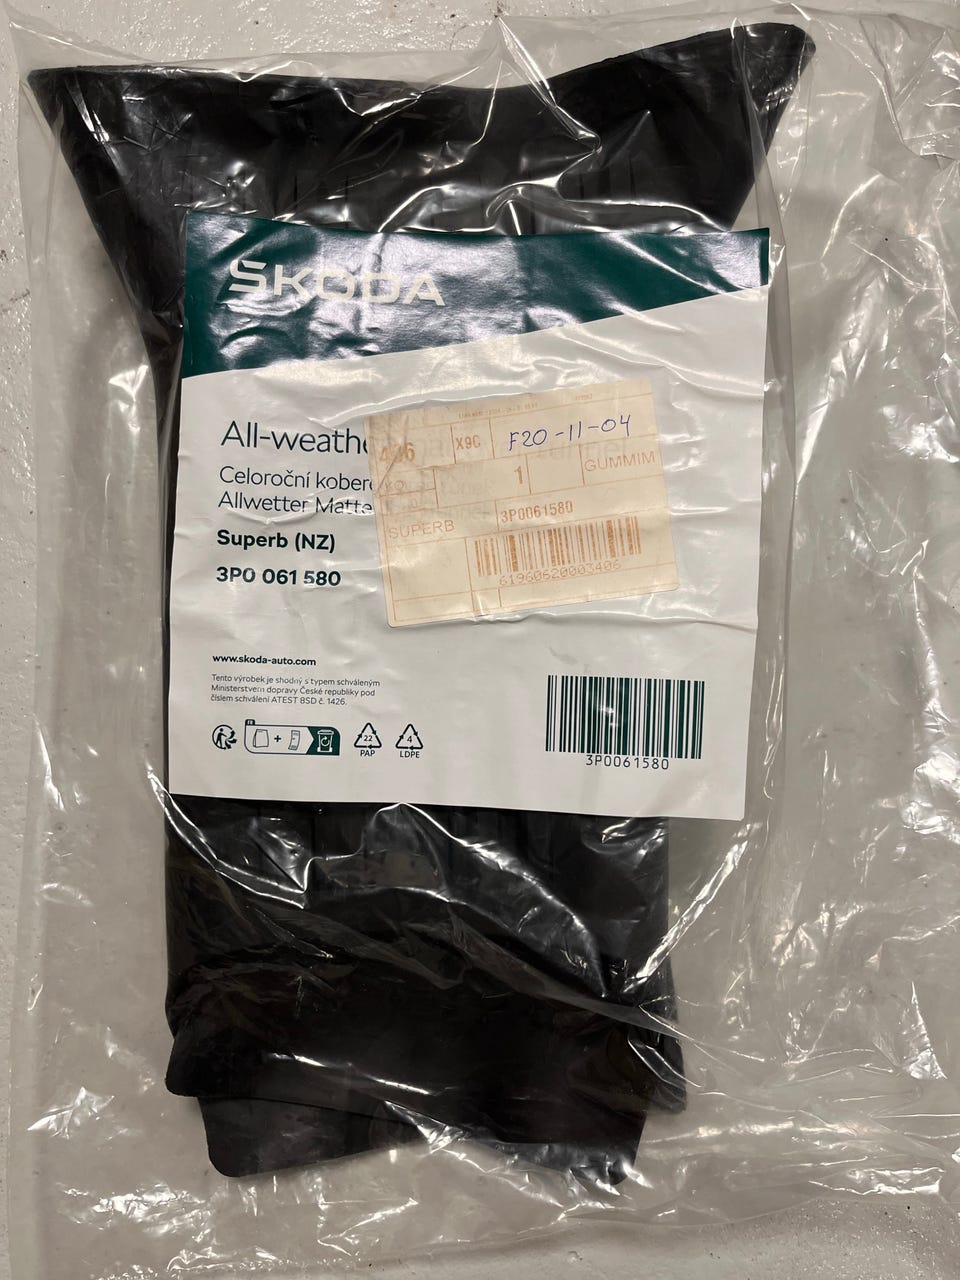 ŠKODA
All-weathe
Celoroční kobere
Allwetter Matte
Superb (NZ)
3P0 061 580
X9C
F20-11-04
1
GUMMIM
SUPERB
3P0061580
61960620003406
www.skoda-auto.com
Tento výrobek je shodný s typem schváleným
Ministerstvem dopravy České republiky pod
číslem schválení ATEST 8SD č. 1426.
FR
+
22
PAP
4
LDPE
3P0061580